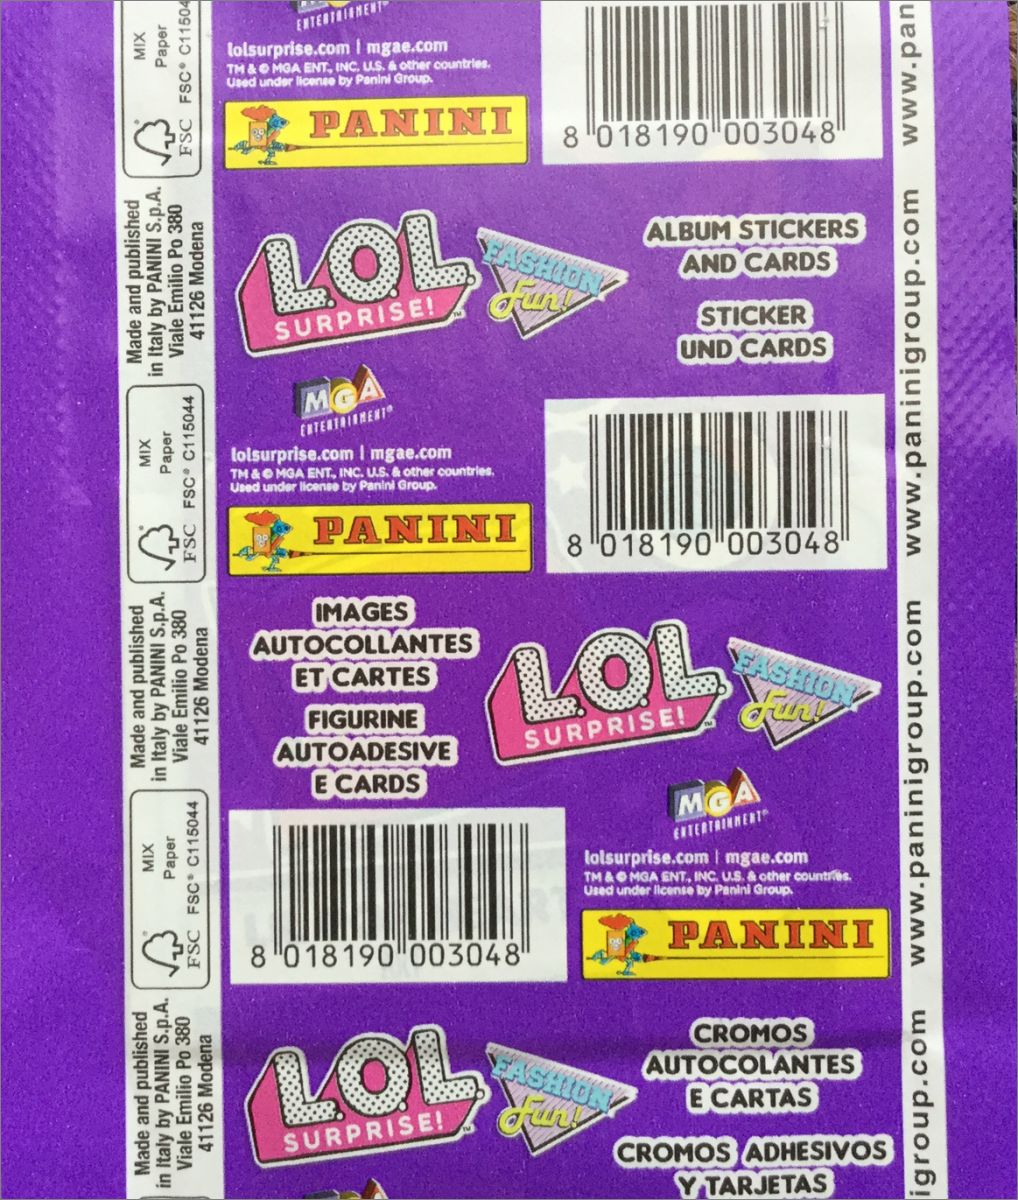 ENTERTAINMENT®
lolsurprise.com | mgae.com
TM & © MGA ENT., INC. U.S. & other countries.
Used under license by Panini Group.
PANINI
8 018190 003048
L.O.L.
SURPRISE!™
FASHION
Fun!
ALBUM STICKERS
AND CARDS
STICKER
UND CARDS
MGA
ENTERTAINMENT®
lolsurprise.com | mgae.com
TM & © MGA ENT., INC. U.S. & other countries.
Used under license by Panini Group.
PANINI
8 018190 003048
IMAGES
AUTOCOLLANTES
ET CARTES
FIGURINE
AUTOADESIVE
E CARDS
L.O.L.
SURPRISE!™
FASHION
Fun!
MGA
ENTERTAINMENT®
8 018190 003048
lolsurprise.com | mgae.com
TM & © MGA ENT., INC. U.S. & other countries.
Used under license by Panini Group.
PANINI
L.O.L.
SURPRISE!™
FASHION
Fun!
CROMOS
AUTOCOLANTES
E CARTAS
CROMOS ADHESIVOS
Y TARJETAS
MIX
Paper
FSC® C115044
FSC
Made and published
in Italy by PANINI S.p.A.
Viale Emilio Po 380
41126 Modena
MIX
Paper
FSC® C115044
FSC
Made and published
in Italy by PANINI S.p.A.
Viale Emilio Po 380
41126 Modena
MIX
Paper
FSC® C115044
FSC
Made and published
in Italy by PANINI S.p.A.
Viale Emilio Po 380
41126 Modena
www.pan
www.paninigroup.com
www.paninigroup.com
igroup.com